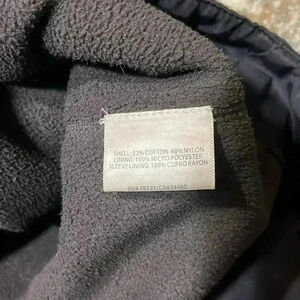 SHELL: 52% COTTON 48% NYLON
LINING: 100% MICRO POLYESTER
SLEEVE LINING: 100% CUPRO RAYON